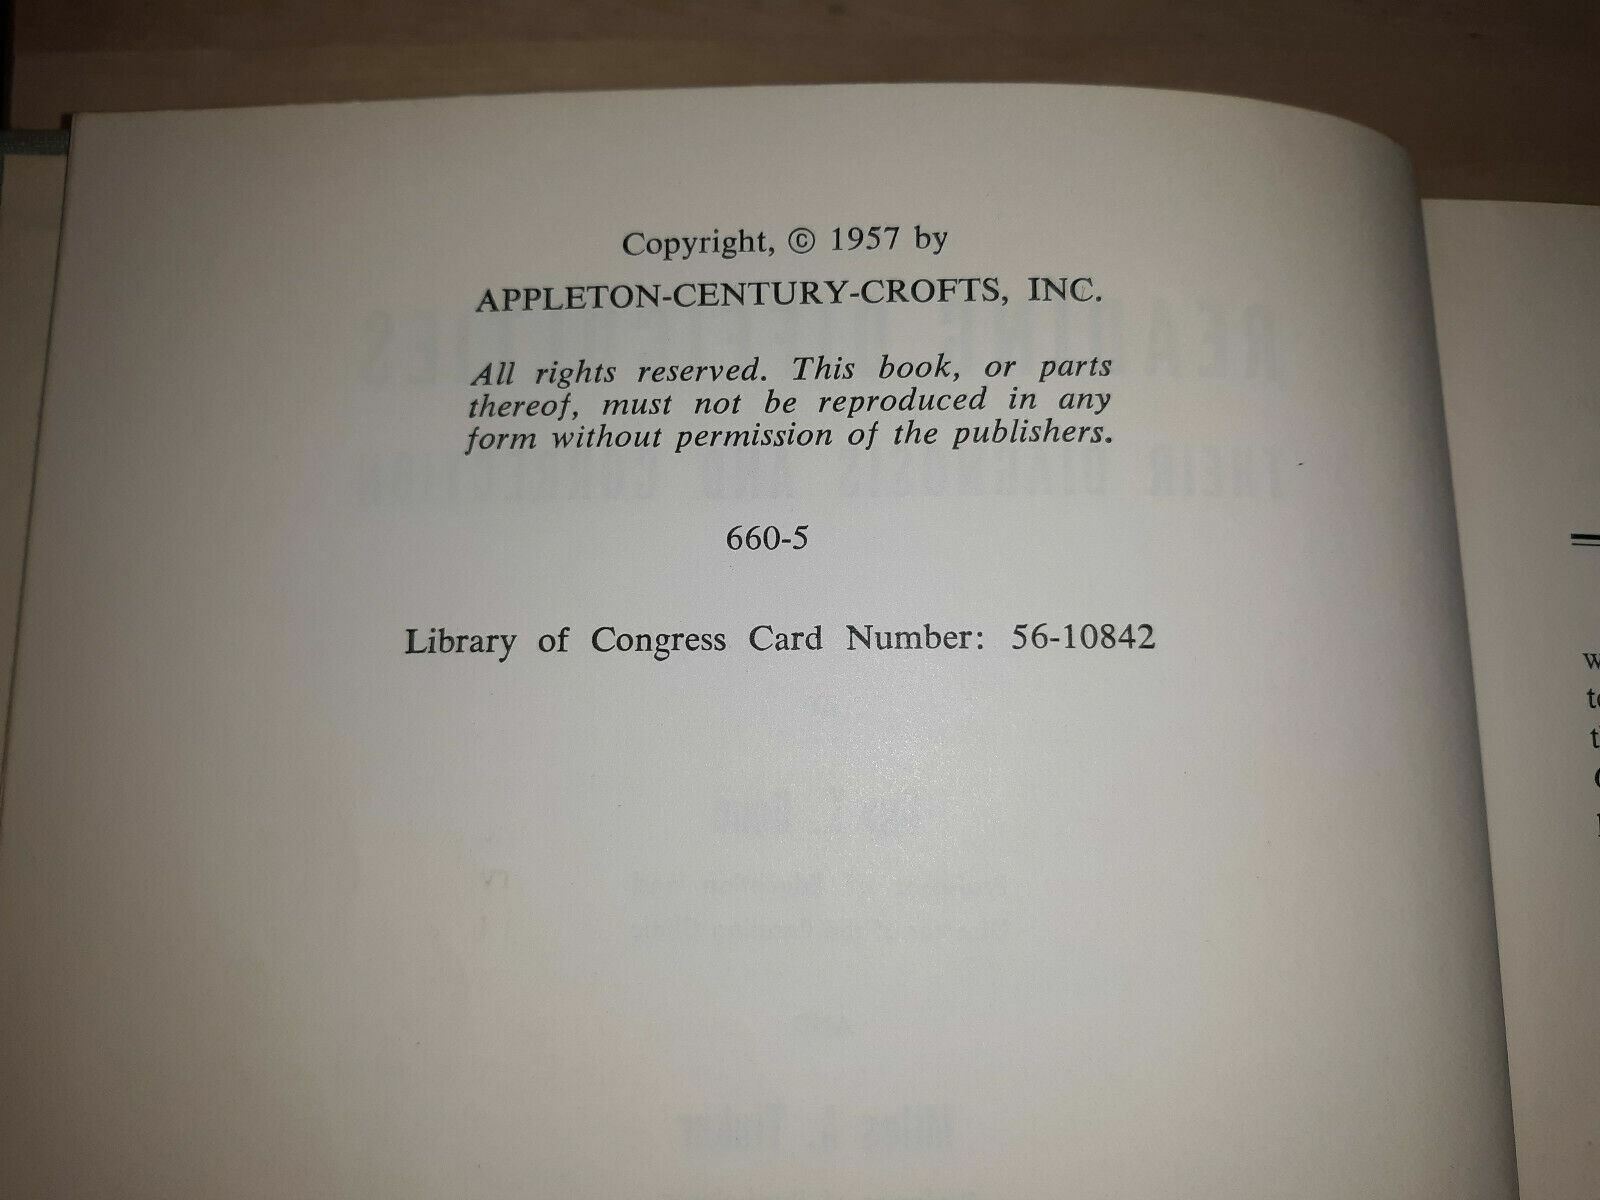 Copyright, © 1957 by
APPLETON-CENTURY-CROFTS, INC.
All rights reserved. This book, or parts
thereof, must not be reproduced in any
form without permission of the publishers.
660-5
Library of Congress Card Number: 56-10842